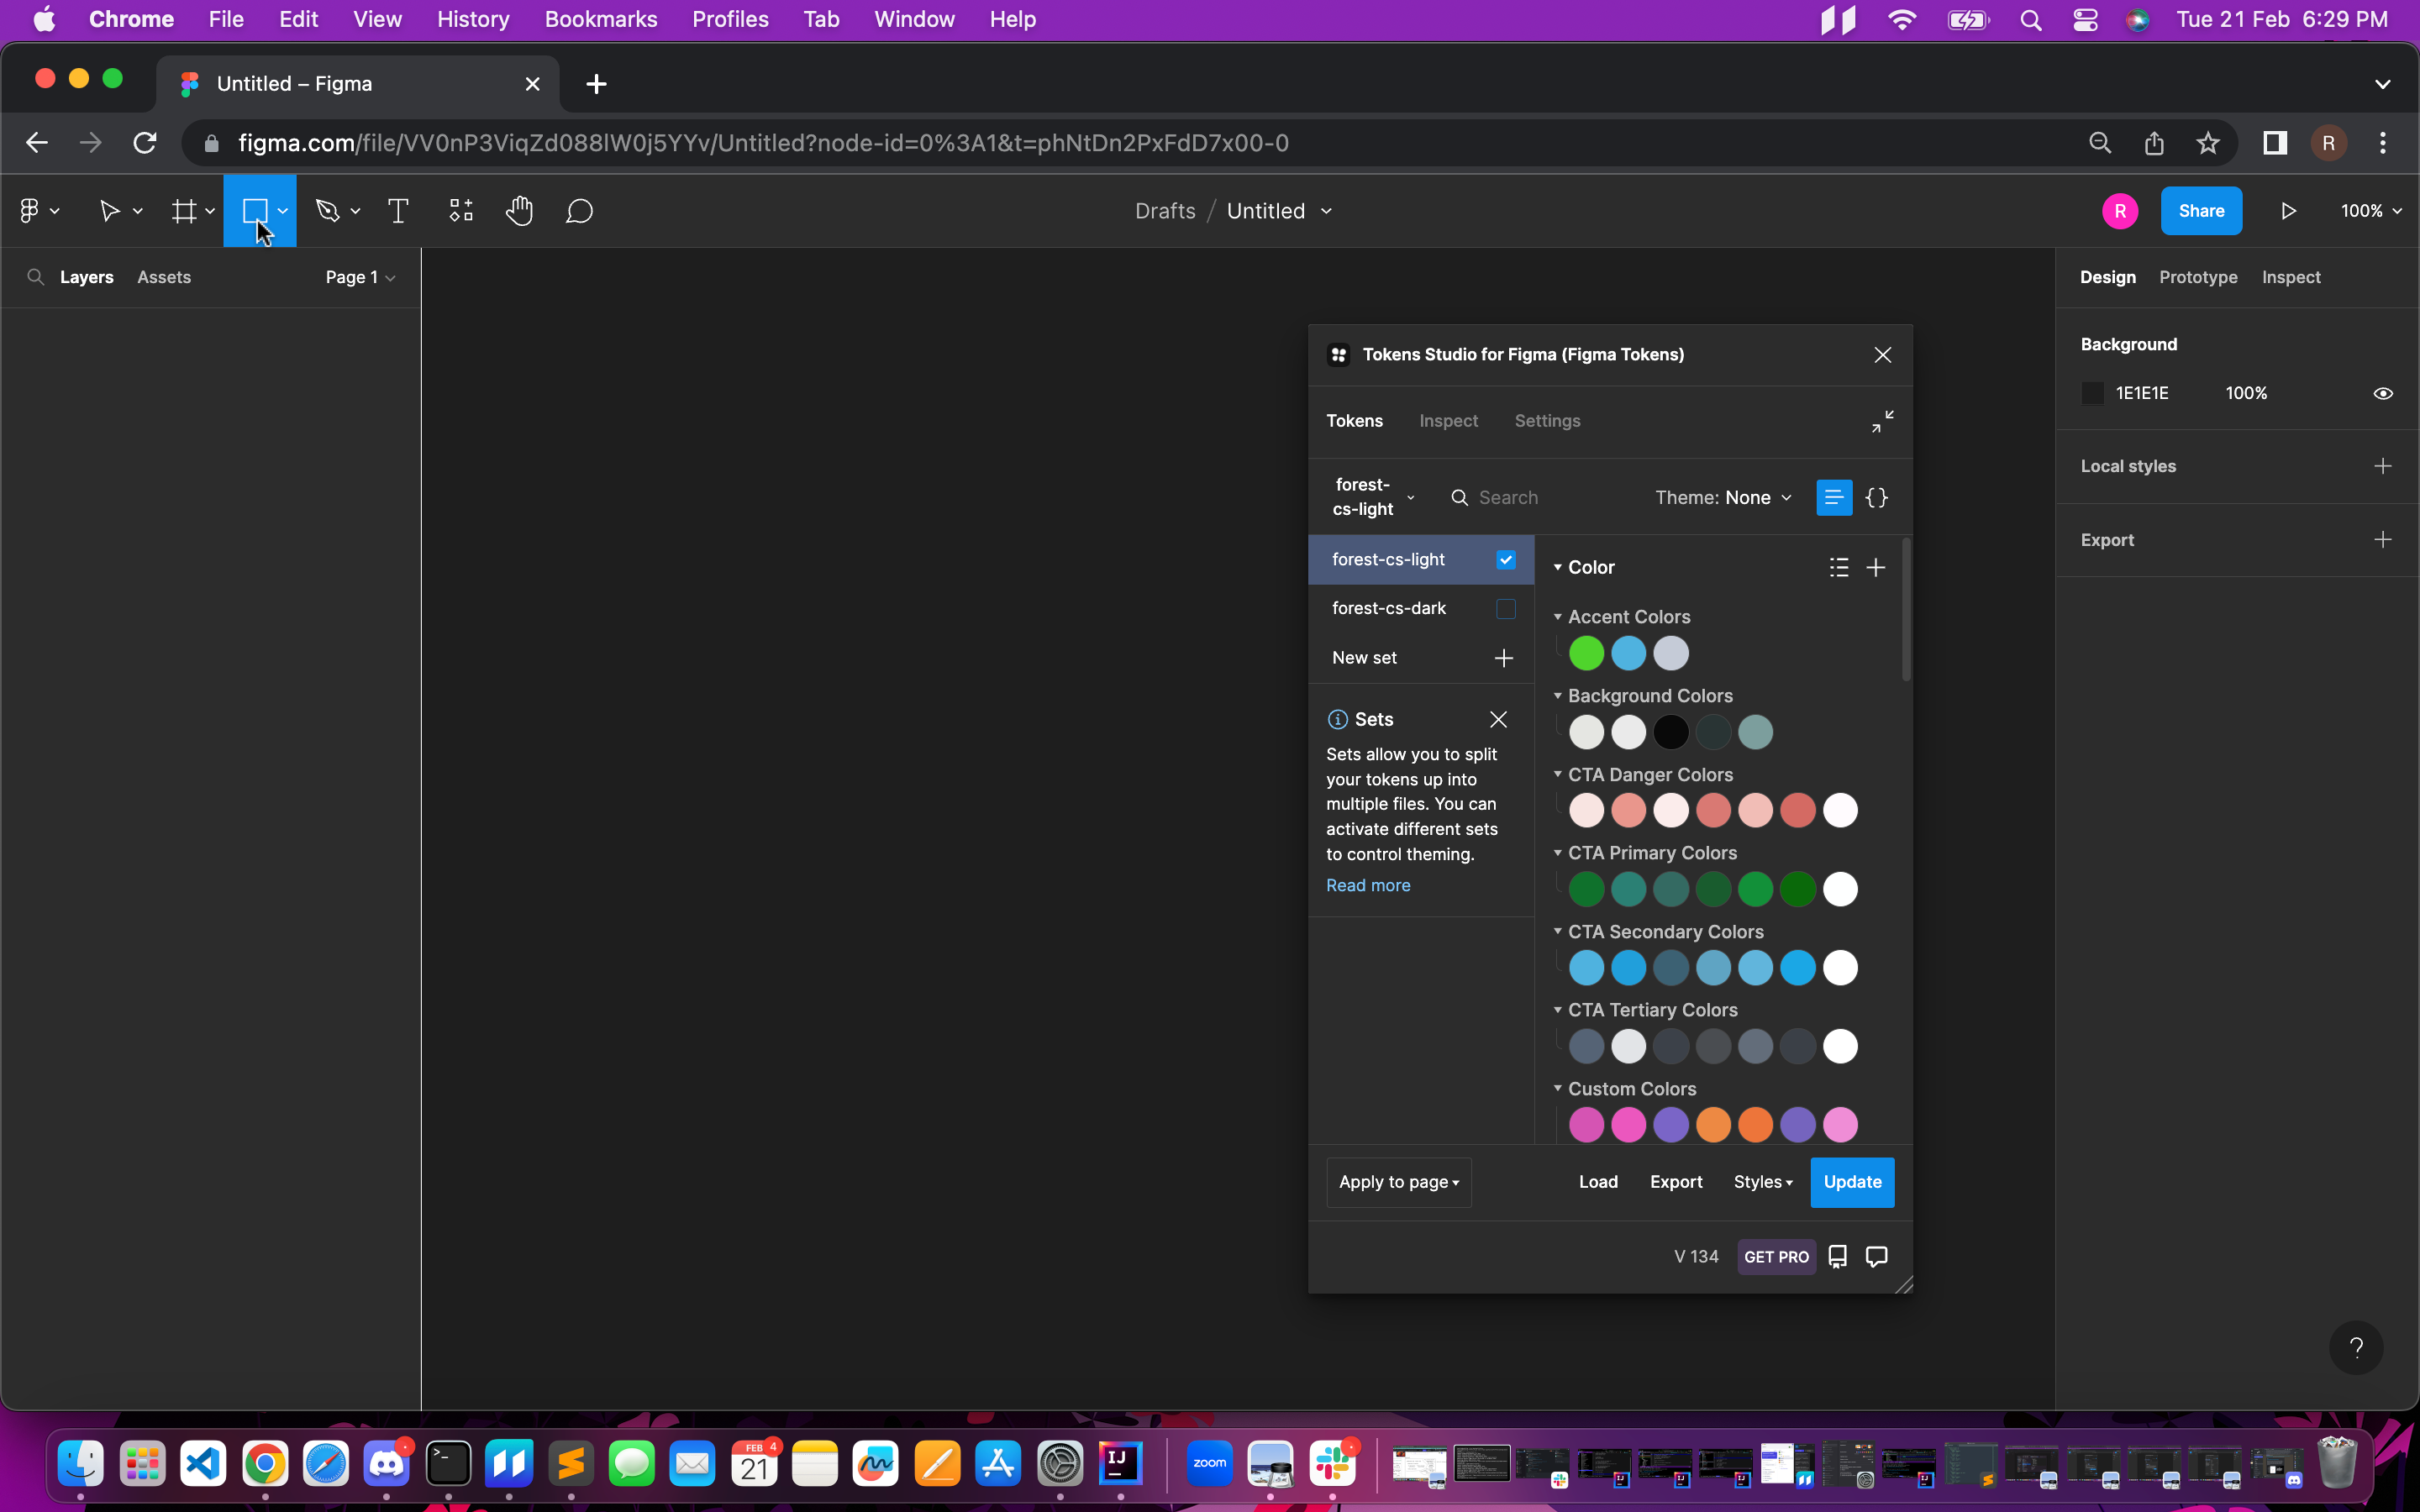 Chrome File Edit View History Bookmarks Profiles Tab Window Help Tue 21 Feb 6:29 PM
Untitled – Figma
figma.com/file/VV0nP3ViqZd088lW0j5YYv/Untitled?node-id=0%3A1&t=phNtDn2PxFdD7x00-0 R
Drafts / Untitled R Share 100%
Layers Assets Page 1 Design Prototype Inspect
Background
1E1E1E 100%
Local styles
Export
Tokens Studio for Figma (Figma Tokens)
Tokens Inspect Settings
forest-
cs-light
Search Theme: None {}
forest-cs-light
forest-cs-dark
New set
Sets
Sets allow you to split
your tokens up into
multiple files. You can
activate different sets
to control theming.
Read more
Color
Accent Colors
Background Colors
CTA Danger Colors
CTA Primary Colors
CTA Secondary Colors
CTA Tertiary Colors
Custom Colors
Apply to page Load Export Styles Update
V 134 GET PRO
?
FEB 4
21
IJ
zoom